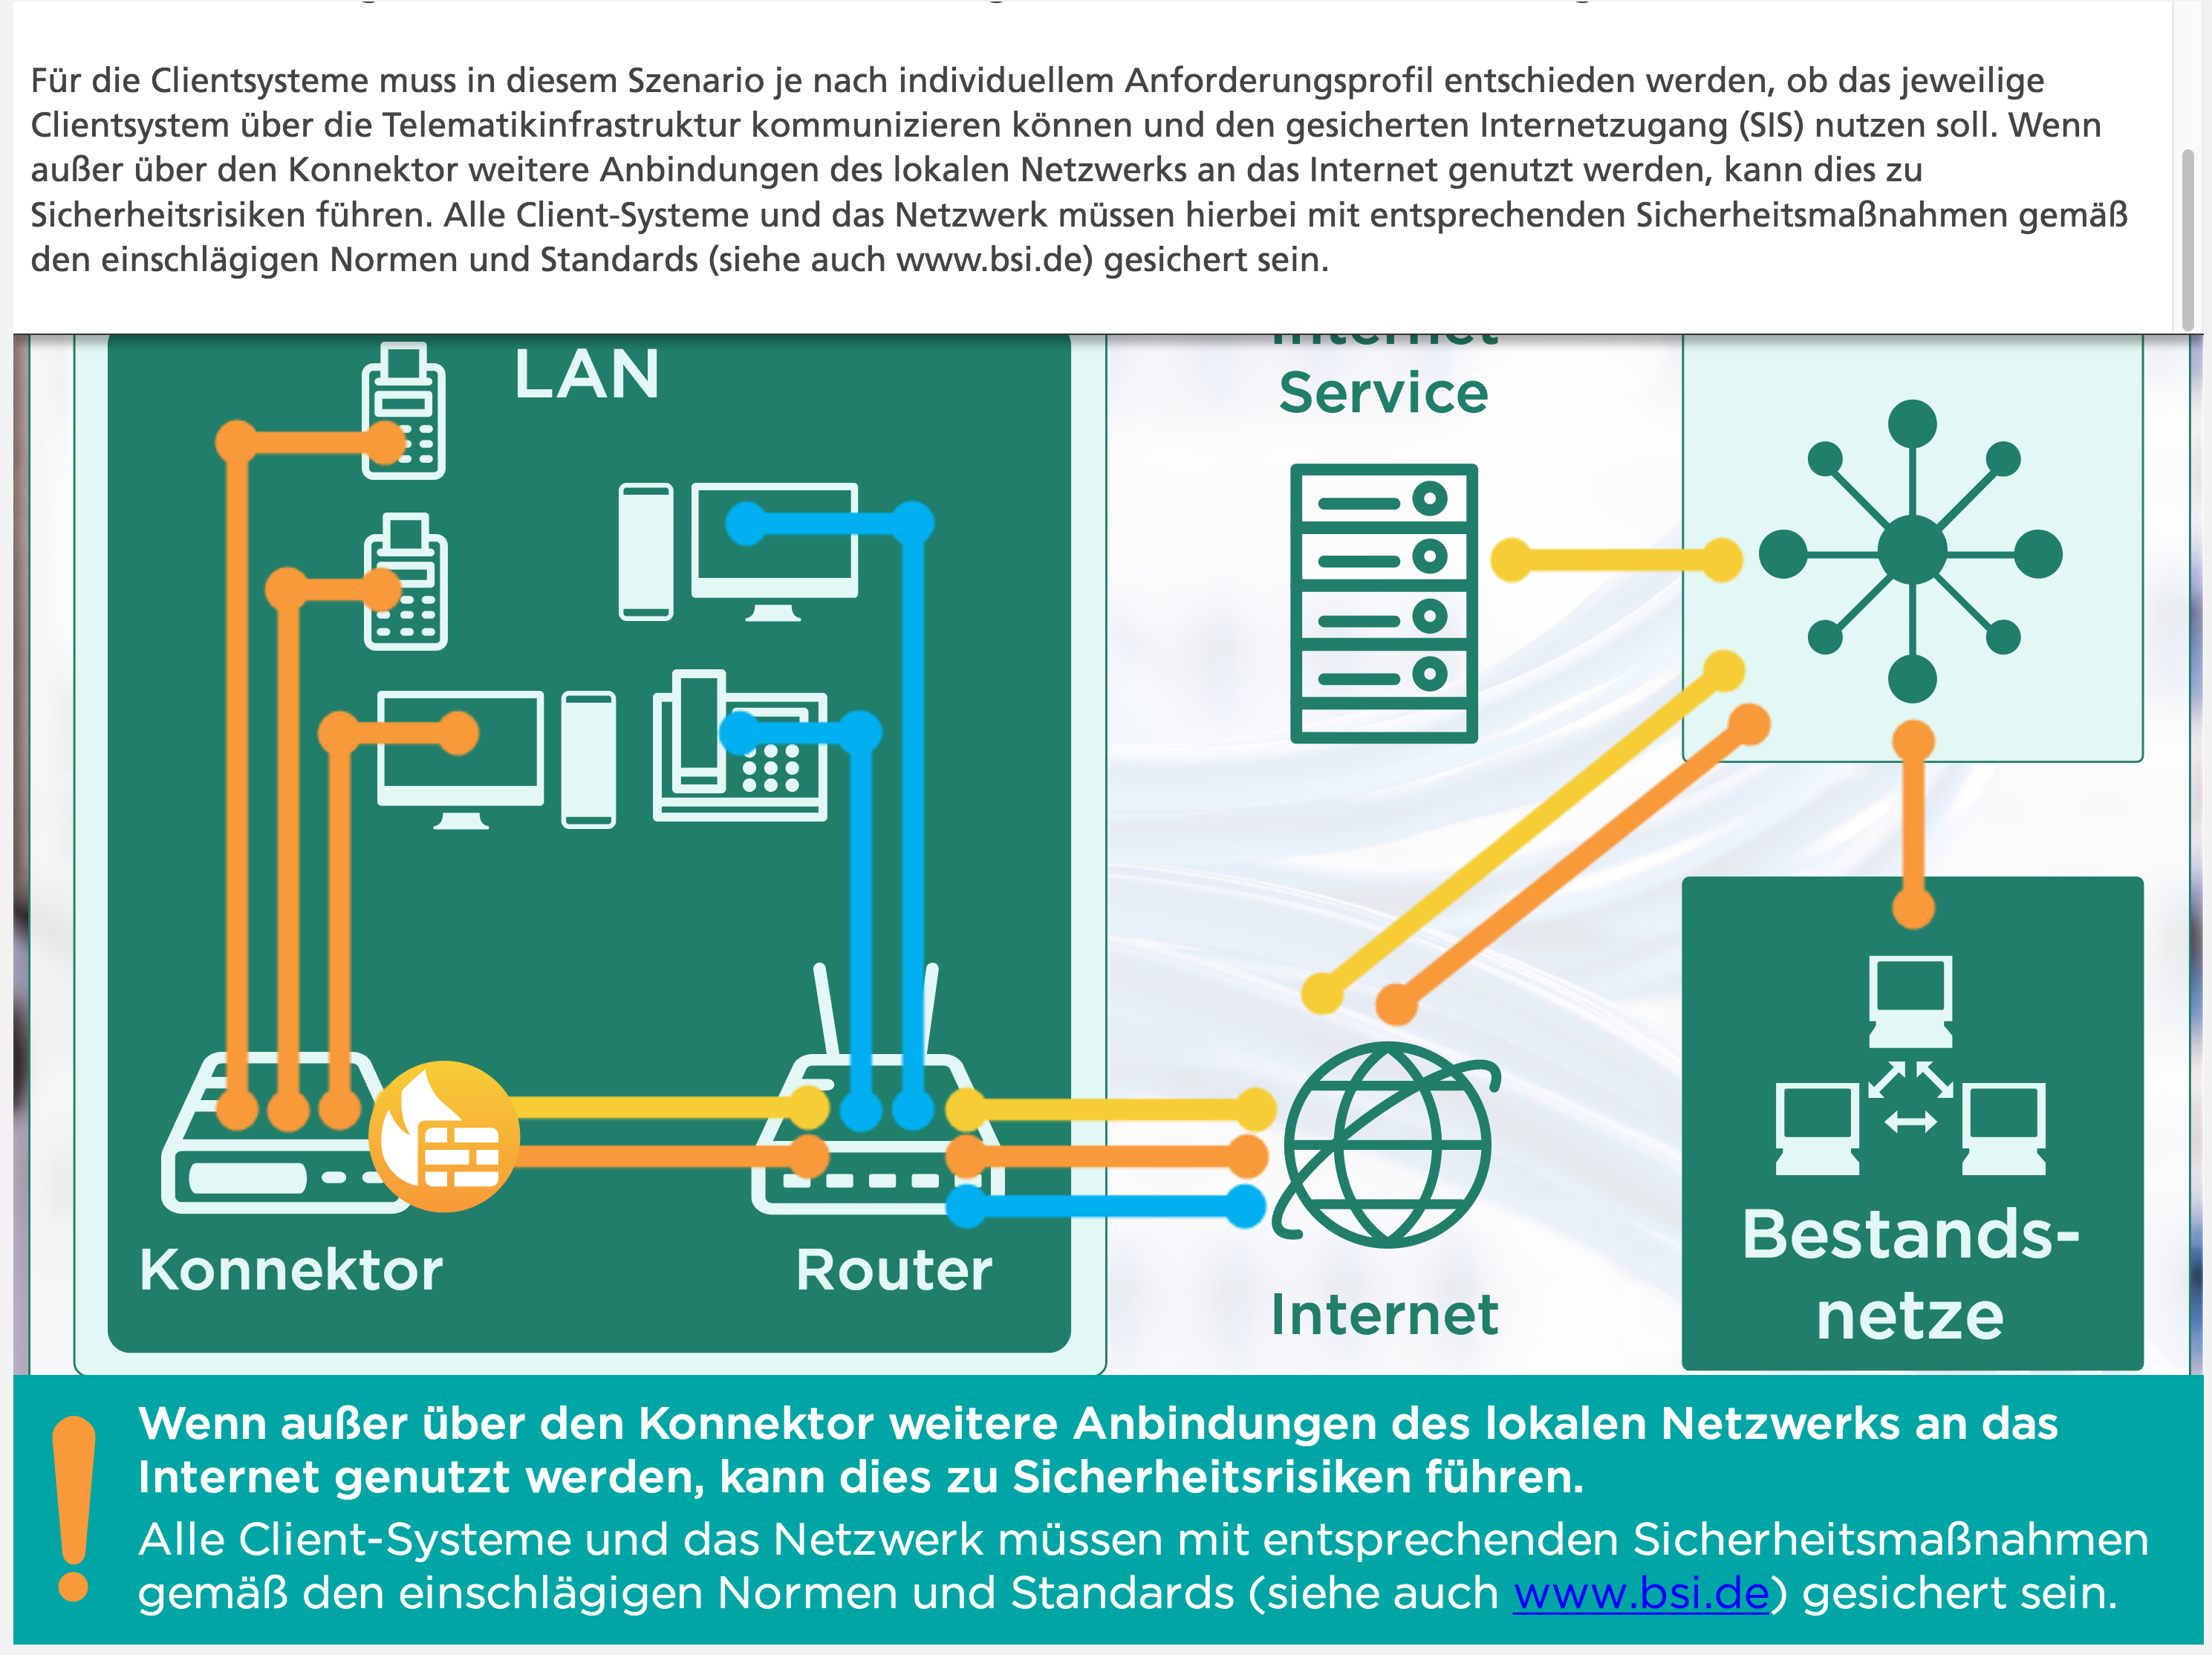 Für die Clientsysteme muss in diesem Szenario je nach individuellem Anforderungsprofil entschieden werden, ob das jeweilige
Clientsystem über die Telematikinfrastruktur kommunizieren können und den gesicherten Internetzugang (SIS) nutzen soll. Wenn
außer über den Konnektor weitere Anbindungen des lokalen Netzwerks an das Internet genutzt werden, kann dies zu
Sicherheitsrisiken führen. Alle Client-Systeme und das Netzwerk müssen hierbei mit entsprechenden Sicherheitsmaßnahmen gemäß
den einschlägigen Normen und Standards (siehe auch www.bsi.de) gesichert sein.
LAN
Internet
Service
Konnektor
Router
Internet
Bestands-
netze
Wenn außer über den Konnektor weitere Anbindungen des lokalen Netzwerks an das
Internet genutzt werden, kann dies zu Sicherheitsrisiken führen.
Alle Client-Systeme und das Netzwerk müssen mit entsprechenden Sicherheitsmaßnahmen
gemäß den einschlägigen Normen und Standards (siehe auch www.bsi.de) gesichert sein.